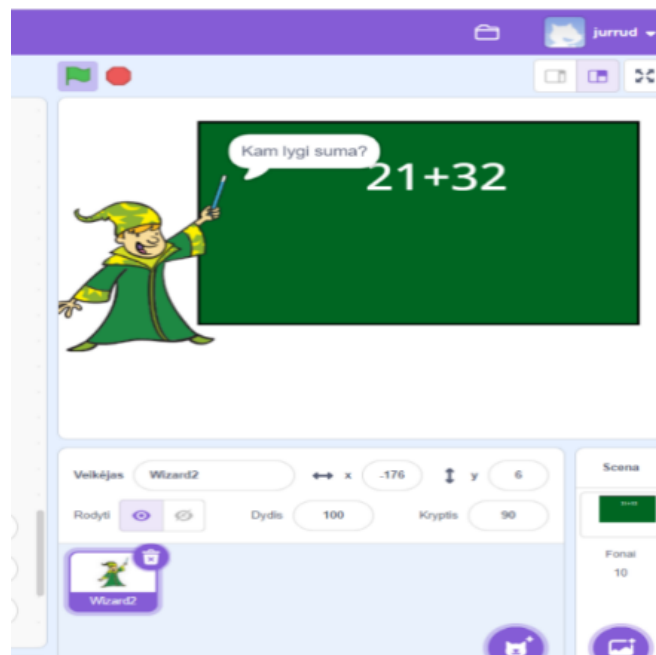 jurrud
Kam lygi suma?
21+32
Veikėjas Wizard2 x -176 y 6
Rodyti Dydis 100 Kryptis 90
Wizard2
Scena
Fonai
10